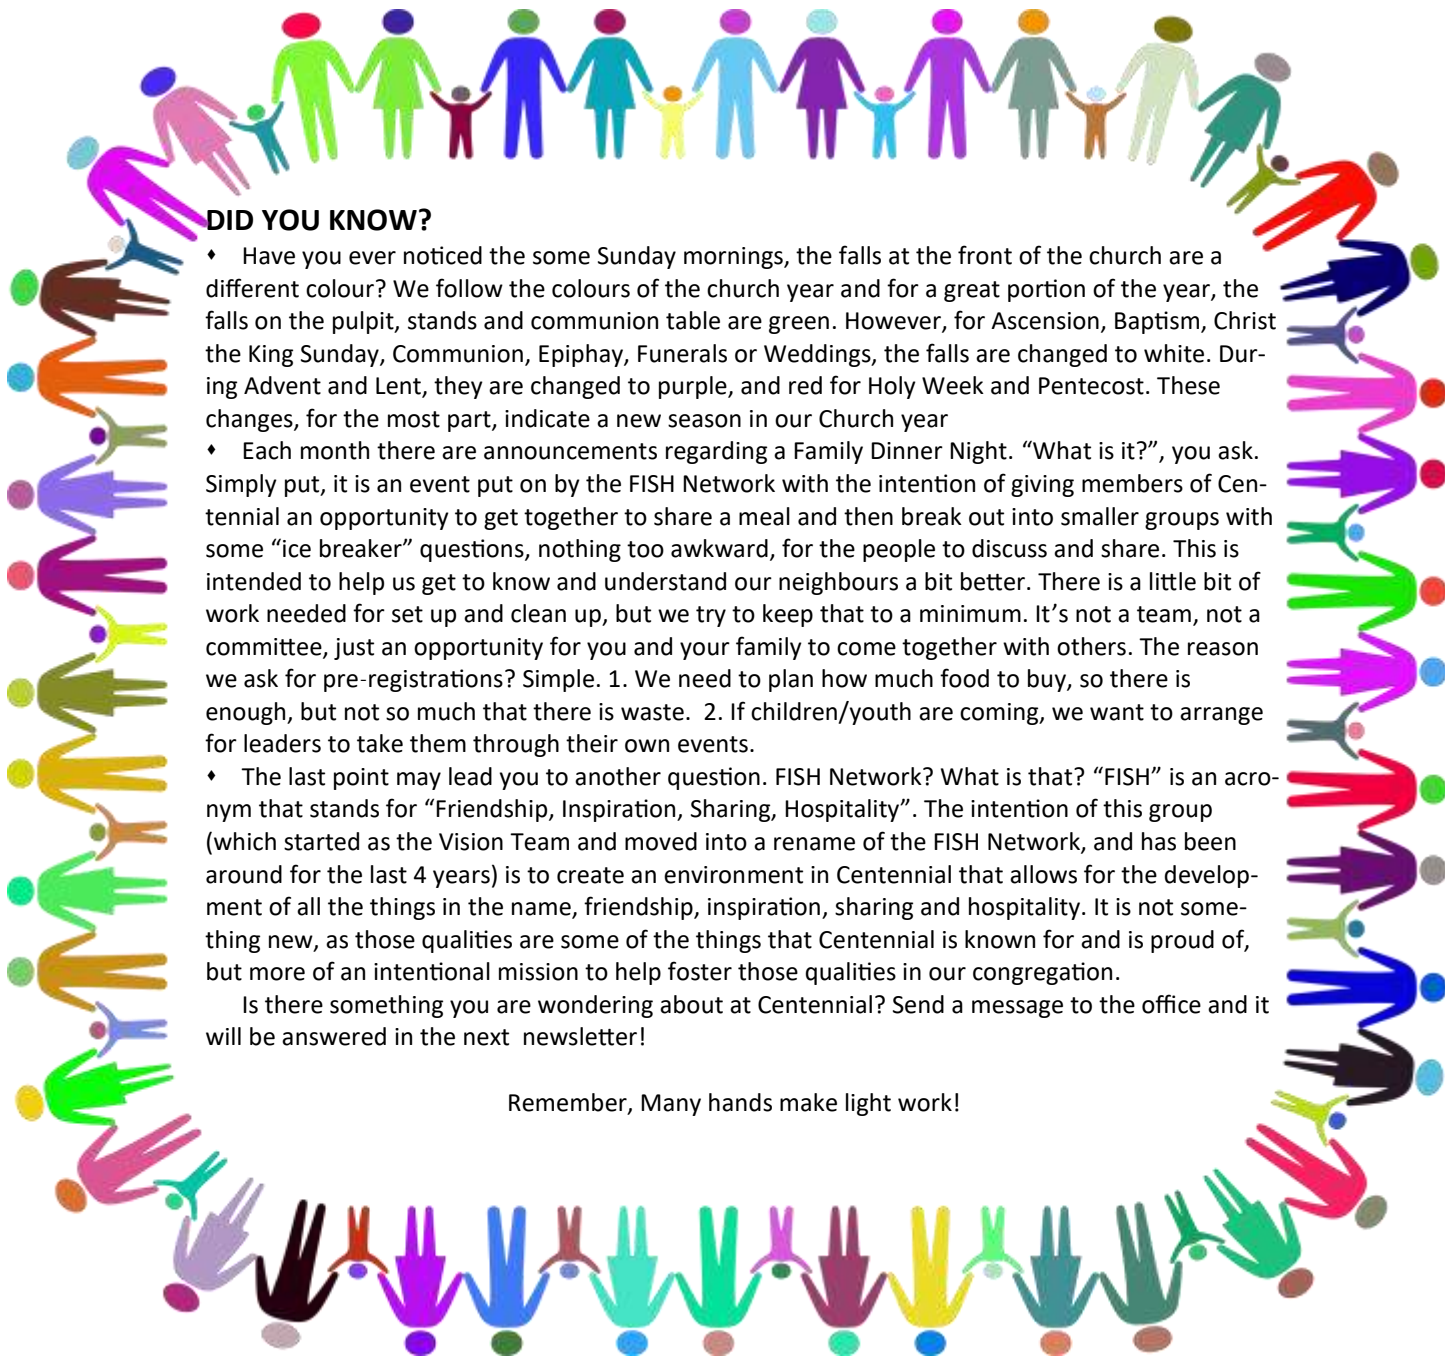 DID YOU KNOW?
⬧ Have you ever noticed the some Sunday mornings, the falls at the front of the church are a
different colour? We follow the colours of the church year and for a great portion of the year, the
falls on the pulpit, stands and communion table are green. However, for Ascension, Baptism, Christ
the King Sunday, Communion, Epiphay, Funerals or Weddings, the falls are changed to white. Dur-
ing Advent and Lent, they are changed to purple, and red for Holy Week and Pentecost. These
changes, for the most part, indicate a new season in our Church year
⬧ Each month there are announcements regarding a Family Dinner Night. “What is it?”, you ask.
Simply put, it is an event put on by the FISH Network with the intention of giving members of Cen-
tennial an opportunity to get together to share a meal and then break out into smaller groups with
some “ice breaker” questions, nothing too awkward, for the people to discuss and share. This is
intended to help us get to know and understand our neighbours a bit better. There is a little bit of
work needed for set up and clean up, but we try to keep that to a minimum. It’s not a team, not a
committee, just an opportunity for you and your family to come together with others. The reason
we ask for pre-registrations? Simple. 1. We need to plan how much food to buy, so there is
enough, but not so much that there is waste.  2. If children/youth are coming, we want to arrange
for leaders to take them through their own events.
⬧ The last point may lead you to another question. FISH Network? What is that? “FISH” is an acro-
nym that stands for “Friendship, Inspiration, Sharing, Hospitality”. The intention of this group
(which started as the Vision Team and moved into a rename of the FISH Network, and has been
around for the last 4 years) is to create an environment in Centennial that allows for the develop-
ment of all the things in the name, friendship, inspiration, sharing and hospitality. It is not some-
thing new, as those qualities are some of the things that Centennial is known for and is proud of,
but more of an intentional mission to help foster those qualities in our congregation.
Is there something you are wondering about at Centennial? Send a message to the office and it
will be answered in the next  newsletter!
Remember, Many hands make light work!